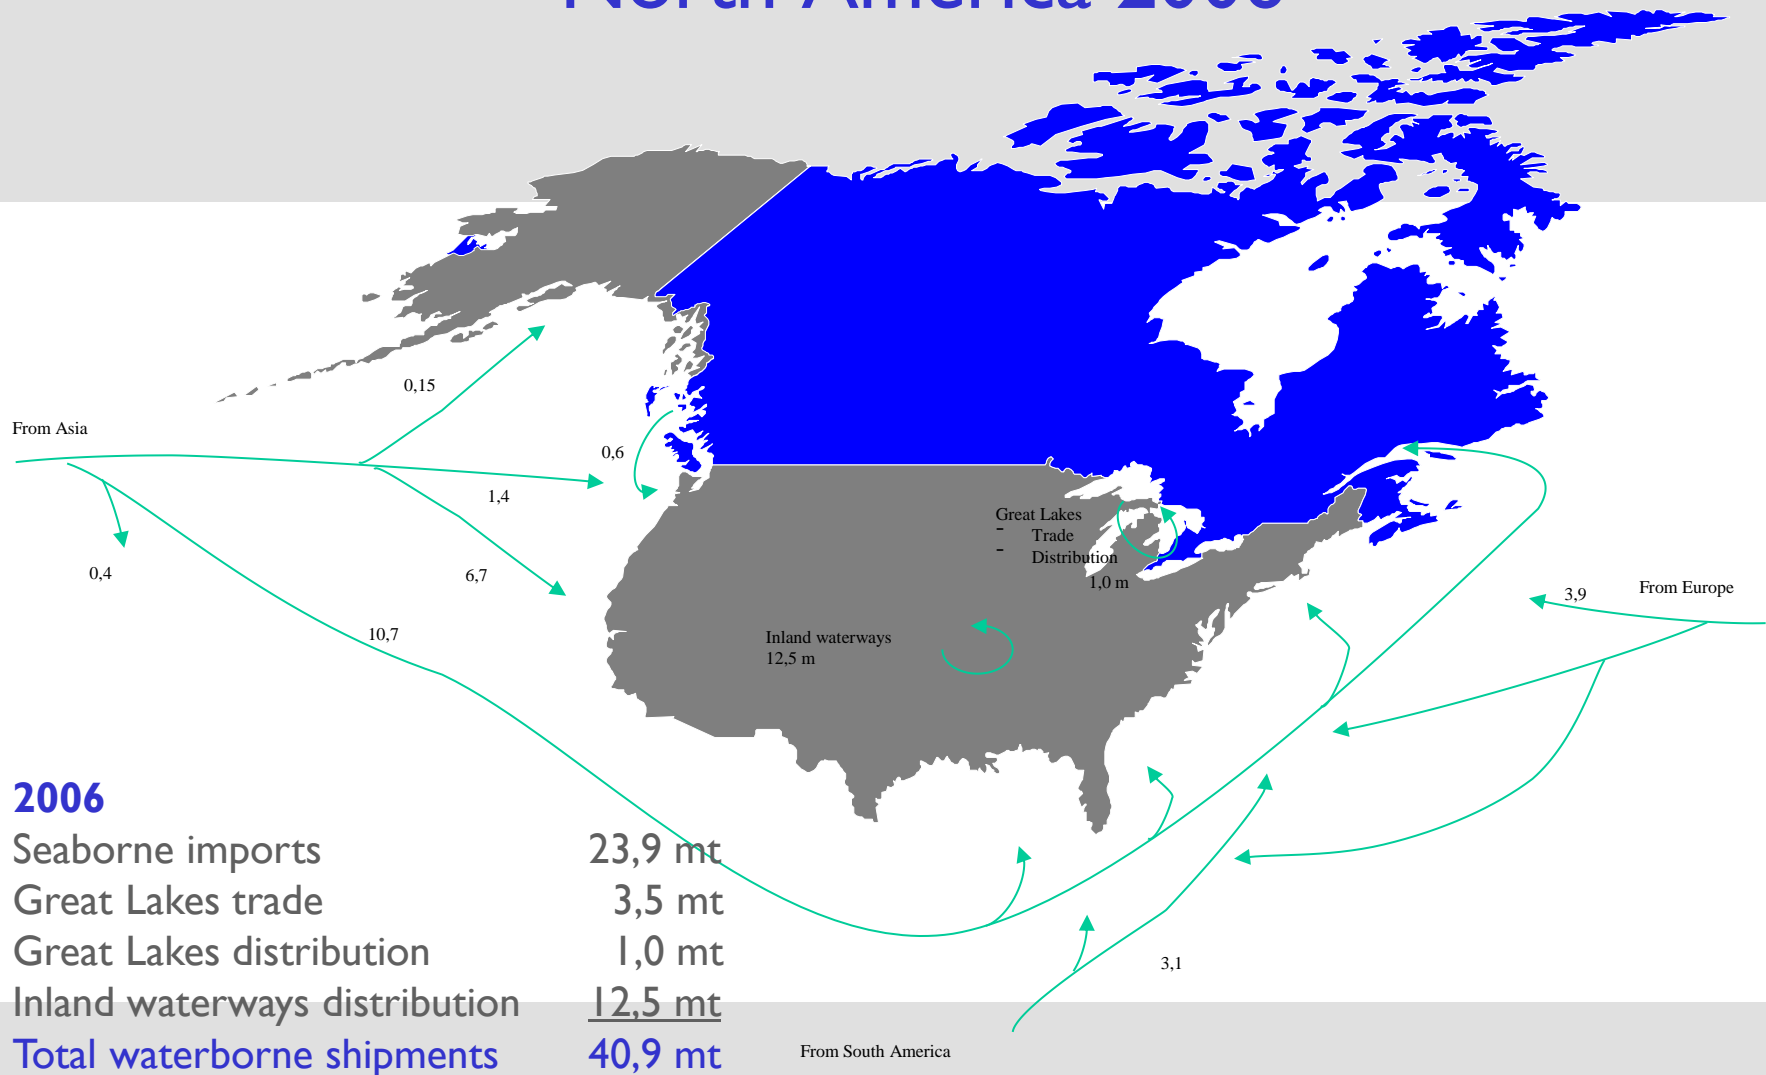 North America 2006
0,15
From Asia
0,6
1,4
Great Lakes
- Trade
- Distribution
1,0 m
0,4
6,7
3,9
From Europe
10,7
Inland waterways
12,5 m
2006
Seaborne imports 23,9 mt
Great Lakes trade 3,5 mt
Great Lakes distribution 1,0 mt
Inland waterways distribution 12,5 mt
Total waterborne shipments 40,9 mt
3,1
From South America